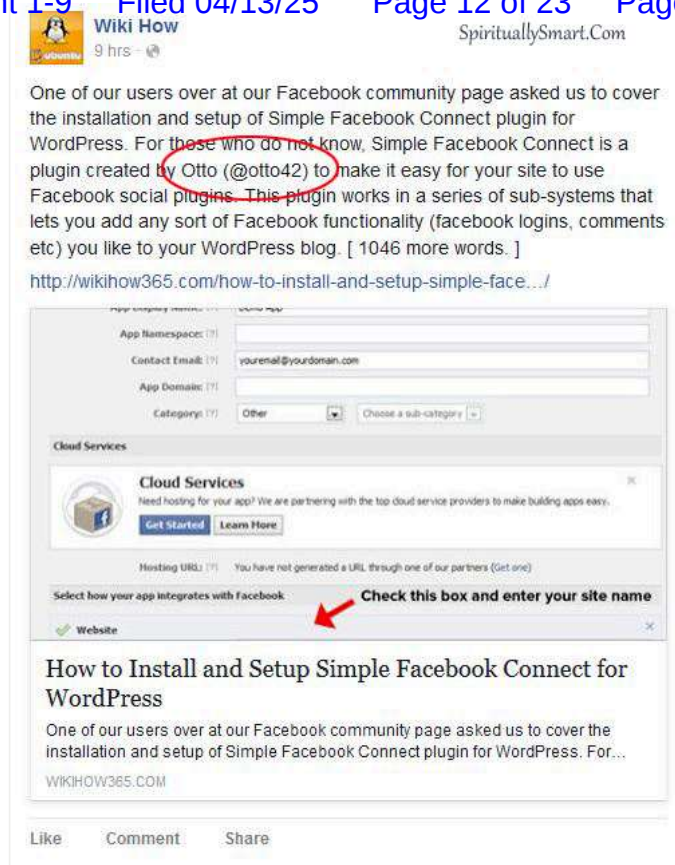 t 1-9 Filed 04/13/25 Page 12 of 23 Page
Wiki How
SpirituallySmart.Com
ubuntu
9 hrs ·
One of our users over at our Facebook community page asked us to cover
the installation and setup of Simple Facebook Connect plugin for
WordPress. For those who do not know, Simple Facebook Connect is a
plugin created by Otto (@otto42) to make it easy for your site to use
Facebook social plugins. This plugin works in a series of sub-systems that
lets you add any sort of Facebook functionality (facebook logins, comments
etc) you like to your WordPress blog. [ 1046 more words. ]
http://wikihow365.com/how-to-install-and-setup-simple-face…/
App Display Name: [?] Demo App
App Namespace: [?]
Contact Email: [?] youremail@yourdomain.com
App Domain: [?]
Category: [?] Other Choose a sub-category
Cloud Services
Cloud Services
Need hosting for your app? We are partnering with the top cloud service providers to make building apps easy.
Get Started Learn More
Hosting URL: [?] You have not generated a URL through one of our partners (Get one)
Select how your app integrates with Facebook Check this box and enter your site name
Website
How to Install and Setup Simple Facebook Connect for
WordPress
One of our users over at our Facebook community page asked us to cover the
installation and setup of Simple Facebook Connect plugin for WordPress. For...
WIKIHOW365.COM
Like Comment Share